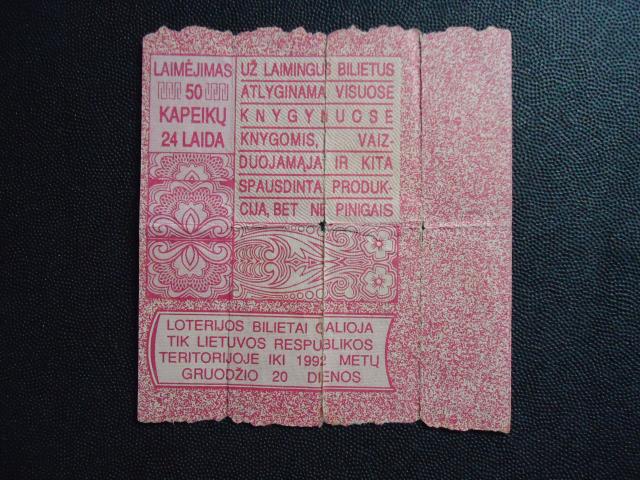 LAIMĖJIMAS
50
KAPEIKŲ
24 LAIDA
UŽ LAIMINGUS BILIETUS
ATLYGINAMA VISUOSE
KNYGYNUOSE
KNYGOMIS, VAIZ-
DUOJAMĄJA IR KITA
SPAUSDINTA PRODUK-
CIJA, BET NE PINIGAIS
LOTERIJOS BILIETAI GALIOJA
TIK LIETUVOS RESPUBLIKOS
TERITORIJOJE IKI 1992 METŲ
GRUODŽIO 20 DIENOS